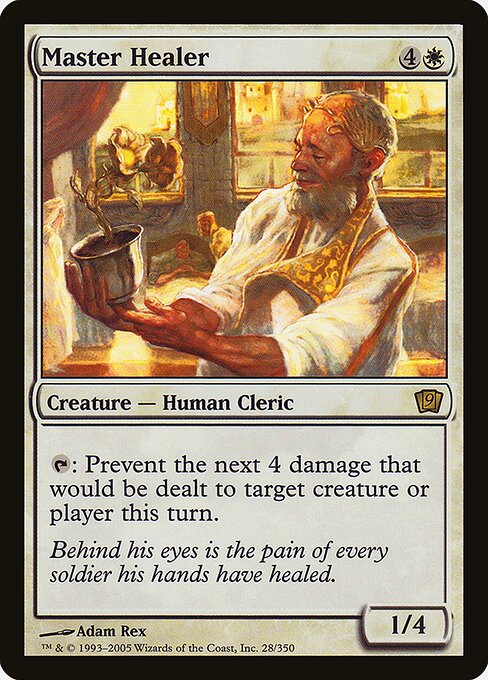 Master Healer 4
Creature — Human Cleric
9
: Prevent the next 4 damage that
would be dealt to target creature or
player this turn.
Behind his eyes is the pain of every
soldier his hands have healed.
Adam Rex
1/4
™ & © 1993–2005 Wizards of the Coast, Inc. 28/350